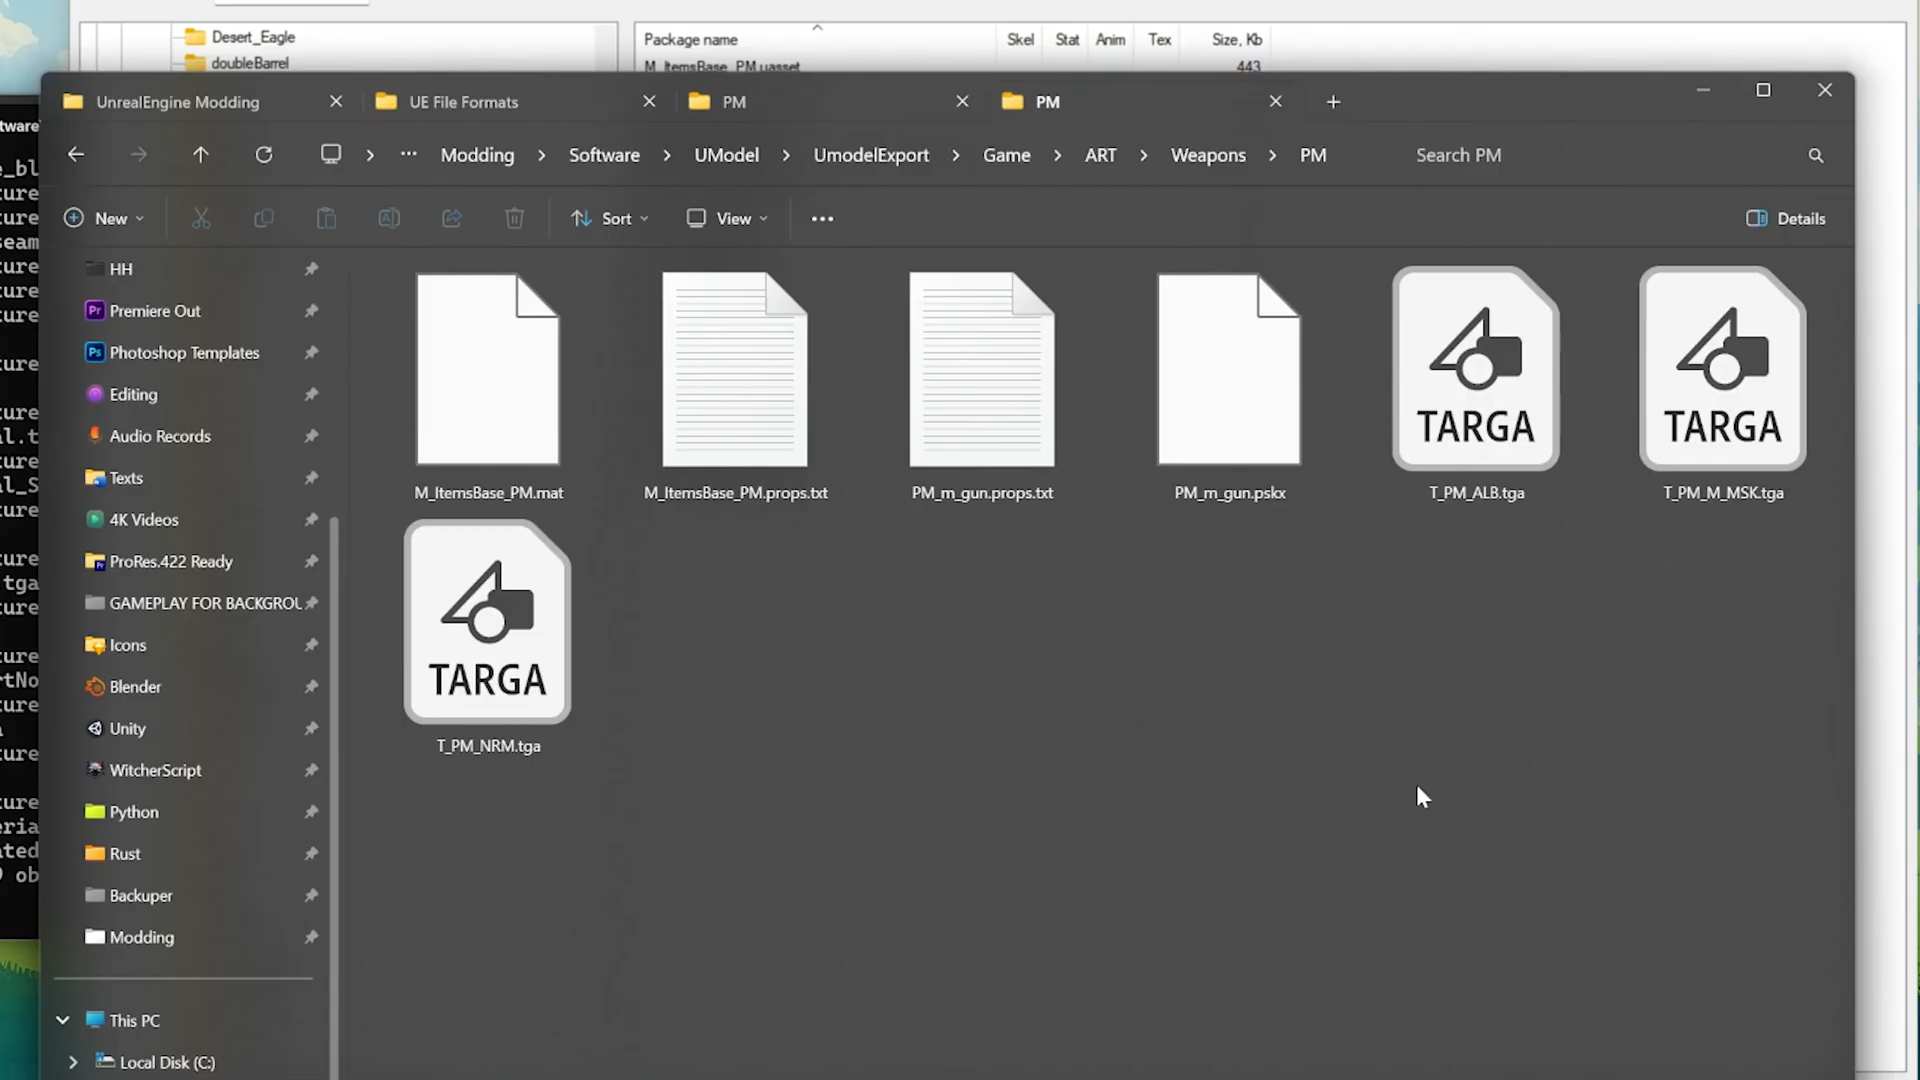 Desert_Eagle
doubleBarrel
Package name
Skel
Stat
Anim
Tex
Size, Kb
M_ItemsBase_PM.uasset
443
UnrealEngine Modding
UE File Formats
PM
PM
Modding > Software > UModel > UmodelExport > Game > ART > Weapons > PM
Search PM
New
Sort
View
Details
HH
Premiere Out
Photoshop Templates
Editing
Audio Records
Texts
4K Videos
ProRes.422 Ready
GAMEPLAY FOR BACKGROU
Icons
Blender
Unity
WitcherScript
Python
Rust
Backuper
Modding
This PC
Local Disk (C:)
M_ItemsBase_PM.mat
M_ItemsBase_PM.props.txt
PM_m_gun.props.txt
PM_m_gun.pskx
TARGA
T_PM_ALB.tga
TARGA
T_PM_M_MSK.tga
TARGA
T_PM_NRM.tga